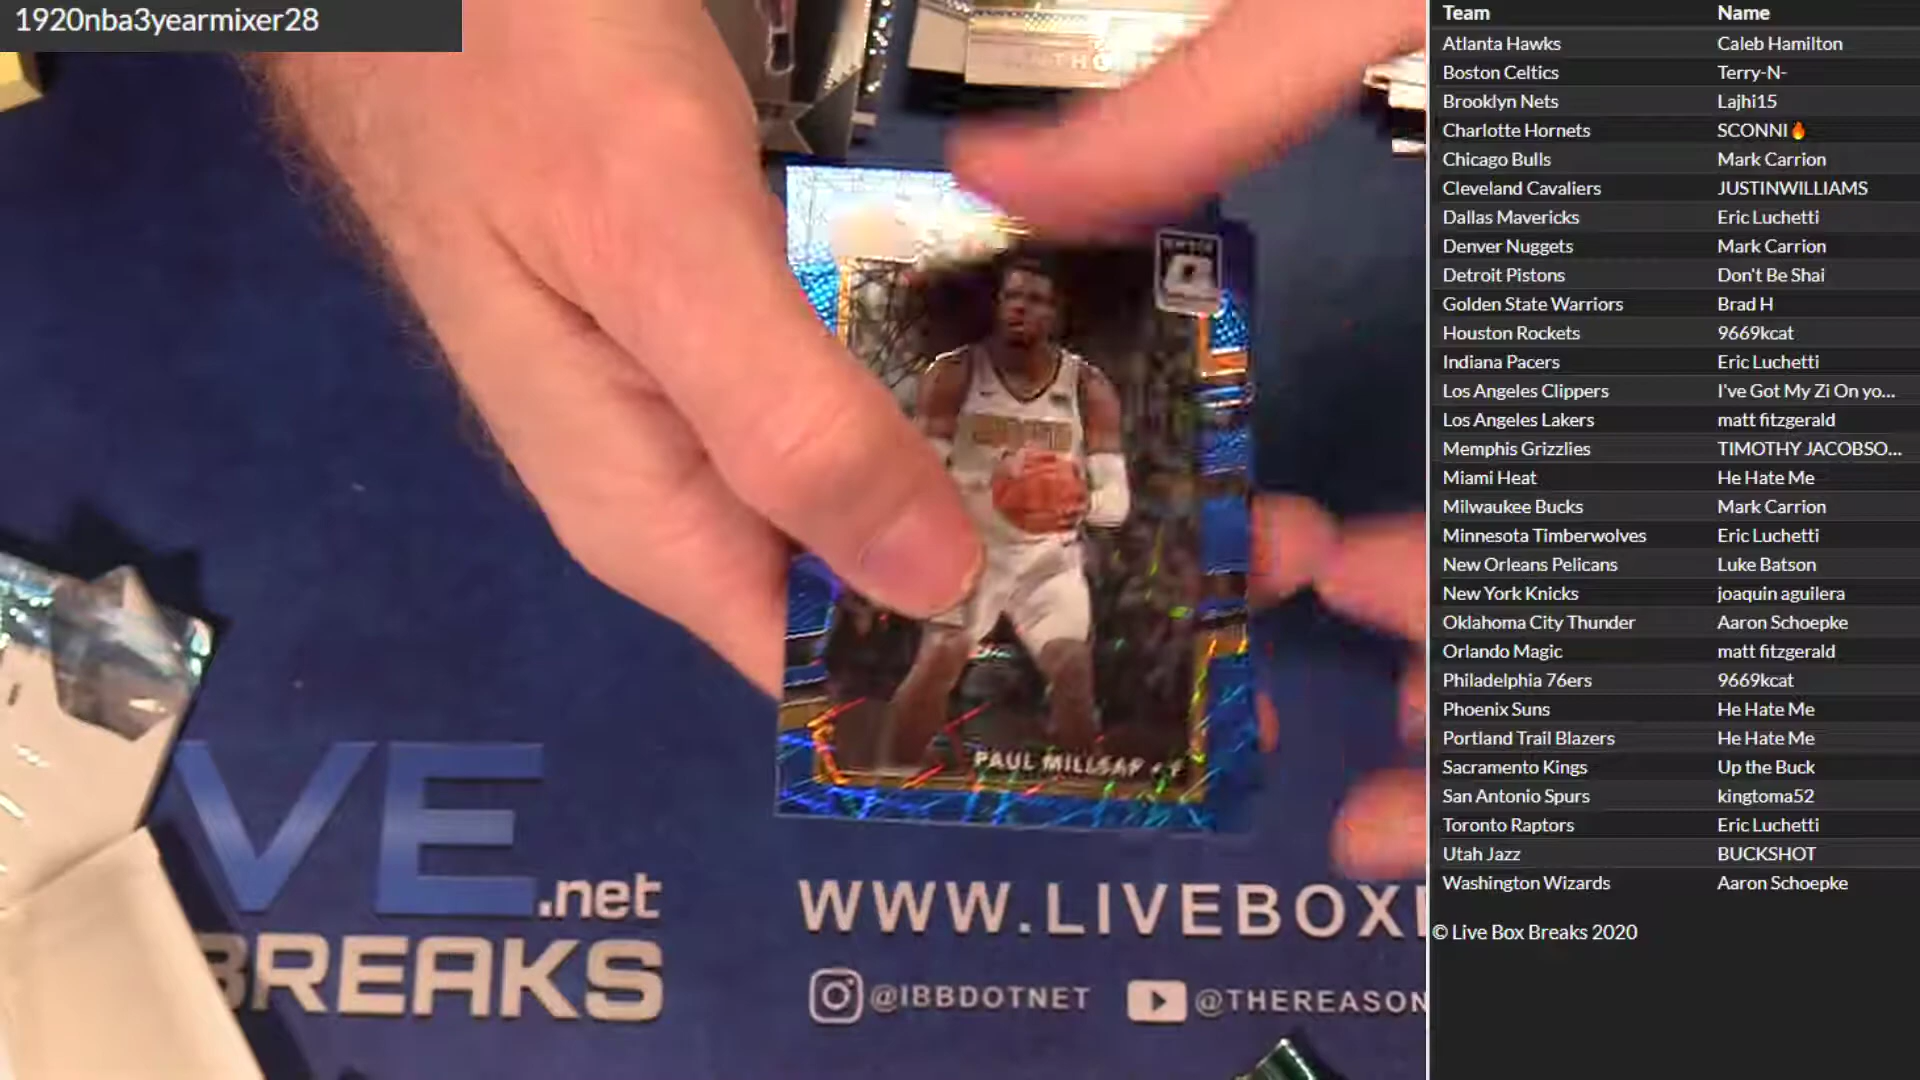 1920nba3yearmixer28
Team Name
Atlanta Hawks Caleb Hamilton
Boston Celtics Terry-N-
Brooklyn Nets Lajhi15
Charlotte Hornets SCONNI🔥
Chicago Bulls Mark Carrion
Cleveland Cavaliers JUSTINWILLIAMS
Dallas Mavericks Eric Luchetti
Denver Nuggets Mark Carrion
Detroit Pistons Don't Be Shai
Golden State Warriors Brad H
Houston Rockets 9669kcat
Indiana Pacers Eric Luchetti
Los Angeles Clippers I've Got My Zi On yo...
Los Angeles Lakers matt fitzgerald
Memphis Grizzlies TIMOTHY JACOBSO...
Miami Heat He Hate Me
Milwaukee Bucks Mark Carrion
Minnesota Timberwolves Eric Luchetti
New Orleans Pelicans Luke Batson
New York Knicks joaquin aguilera
Oklahoma City Thunder Aaron Schoepke
Orlando Magic matt fitzgerald
Philadelphia 76ers 9669kcat
Phoenix Suns He Hate Me
Portland Trail Blazers He Hate Me
Sacramento Kings Up the Buck
San Antonio Spurs kingtoma52
Toronto Raptors Eric Luchetti
Utah Jazz BUCKSHOT
Washington Wizards Aaron Schoepke
© Live Box Breaks 2020
PAUL MILLSAP • F
VE
.net
BREAKS
WWW.LIVEBOX
@IBBDOTNET
@THEREASON